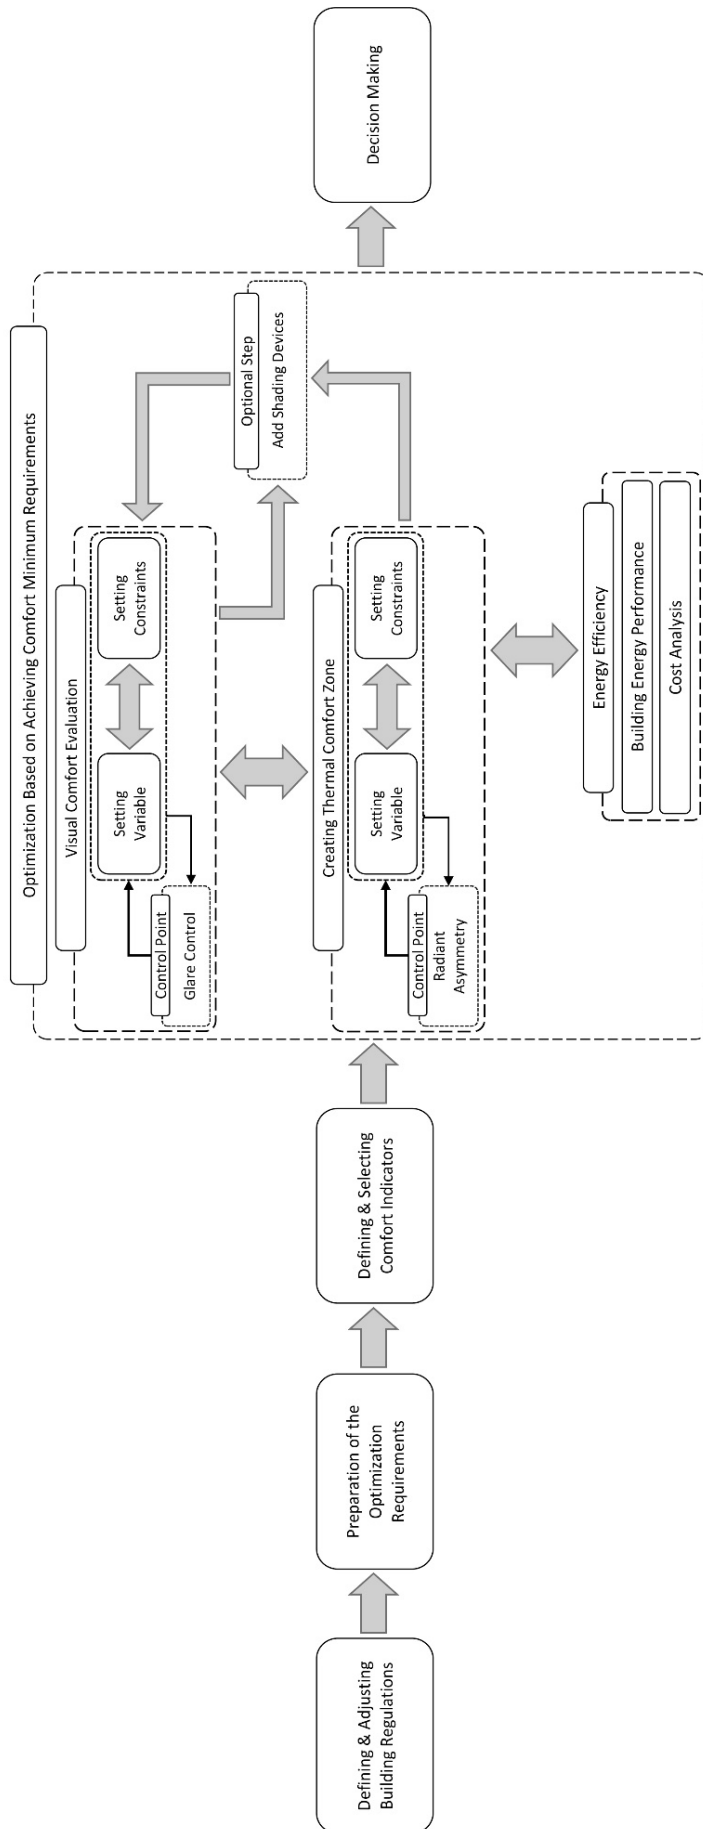 Defining & Adjusting
Building Regulations
Preparation of the
Optimization
Requirements
Defining & Selecting
Comfort Indicators
Optimization Based on Achieving Comfort Minimum Requirements
Visual Comfort Evaluation
Control Point
Glare Control
Setting
Variable
Setting
Constraints
Creating Thermal Comfort Zone
Control Point
Radiant
Asymmetry
Setting
Variable
Setting
Constraints
Optional Step
Add Shading Devices
Energy Efficiency
Building Energy Performance
Cost Analysis
Decision Making